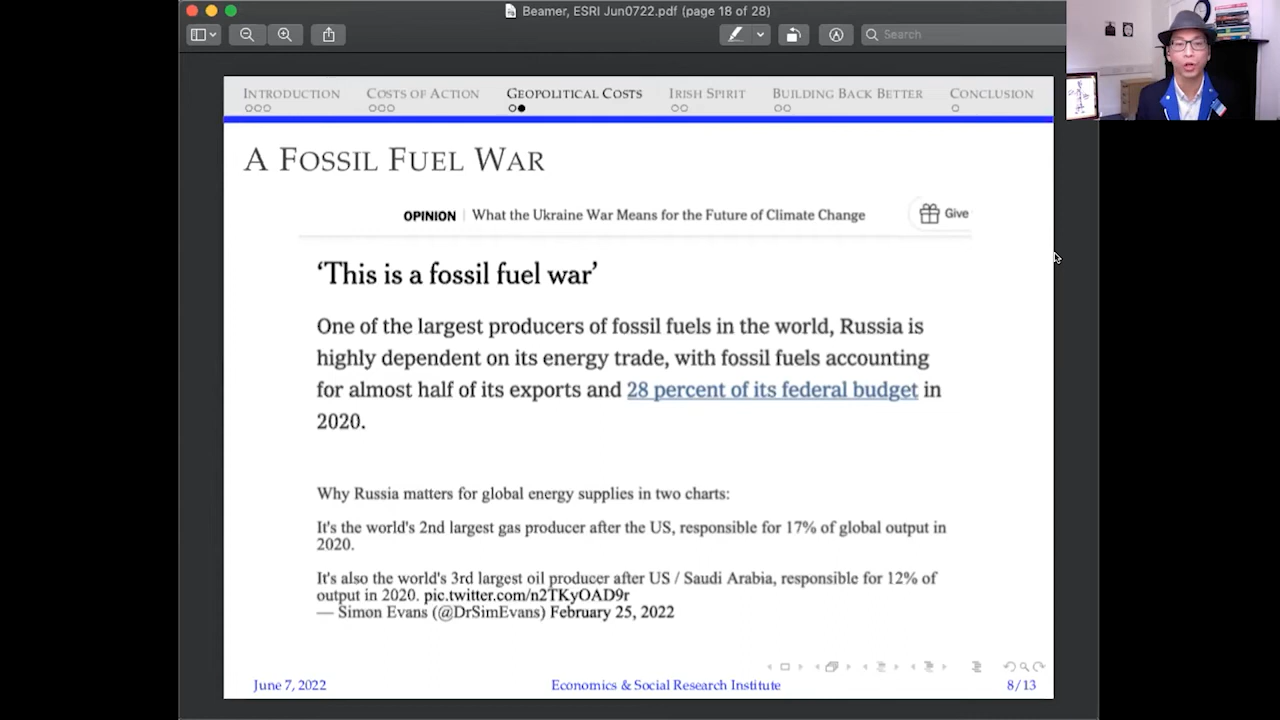 Beamer, ESRI Jun0722.pdf (page 18 of 28)
Search
INTRODUCTION COSTS OF ACTION GEOPOLITICAL COSTS IRISH SPIRIT BUILDING BACK BETTER CONCLUSION
A FOSSIL FUEL WAR
OPINION | What the Ukraine War Means for the Future of Climate Change
Give
‘This is a fossil fuel war’
One of the largest producers of fossil fuels in the world, Russia is
highly dependent on its energy trade, with fossil fuels accounting
for almost half of its exports and 28 percent of its federal budget in
2020.
Why Russia matters for global energy supplies in two charts:
It's the world's 2nd largest gas producer after the US, responsible for 17% of global output in
2020.
It's also the world's 3rd largest oil producer after US / Saudi Arabia, responsible for 12% of
output in 2020. pic.twitter.com/n2TKyOAD9r
— Simon Evans (@DrSimEvans) February 25, 2022
June 7, 2022 Economics & Social Research Institute 8/13